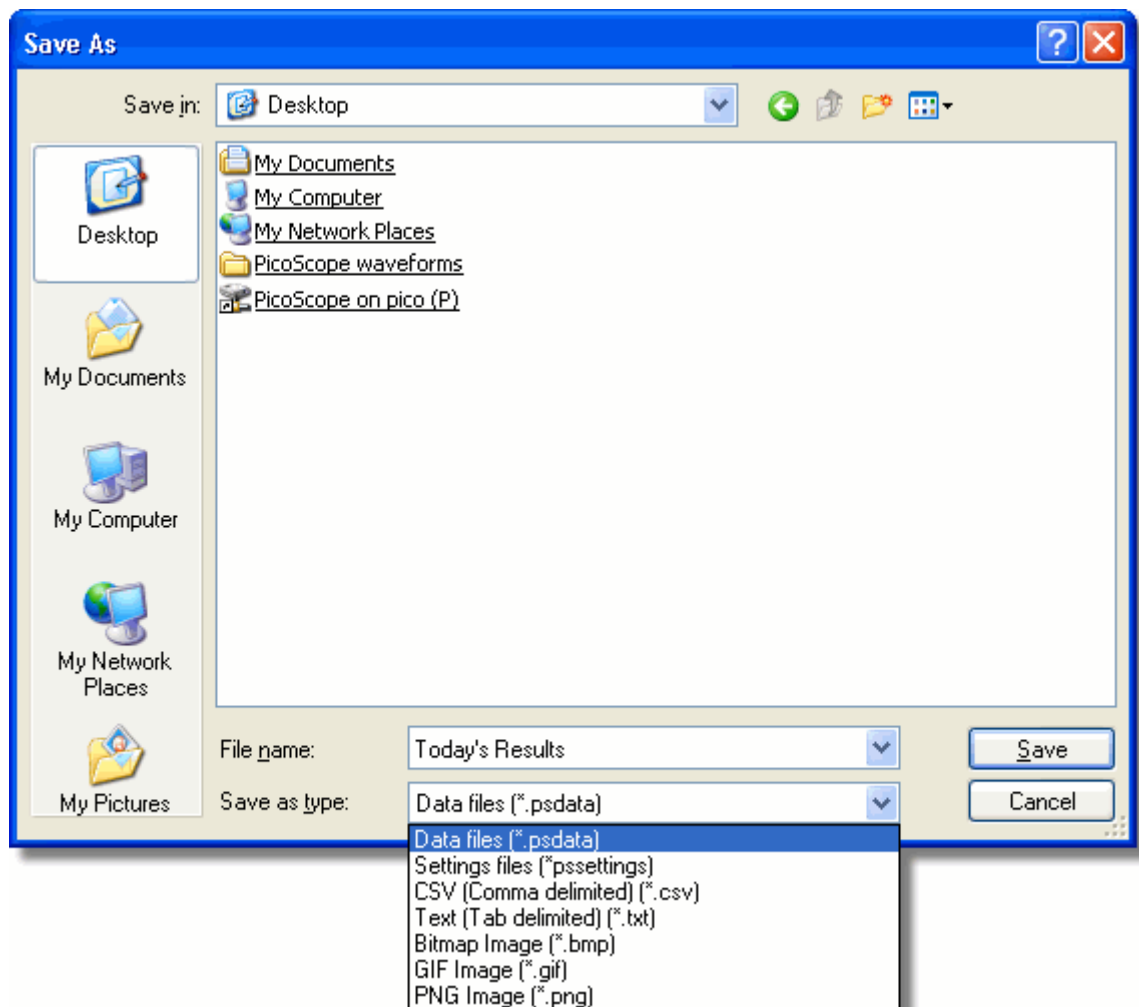 Save As
Save in: Desktop
My Documents
My Computer
My Network Places
PicoScope waveforms
PicoScope on pico (P)
Desktop
My Documents
My Computer
My Network
Places
My Pictures
File name: Today's Results Save
Save as type: Data files (*.psdata) Cancel
Data files (*.psdata)
Settings files (*pssettings)
CSV (Comma delimited) (*.csv)
Text (Tab delimited) (*.txt)
Bitmap Image (*.bmp)
GIF Image (*.gif)
PNG Image (*.png)